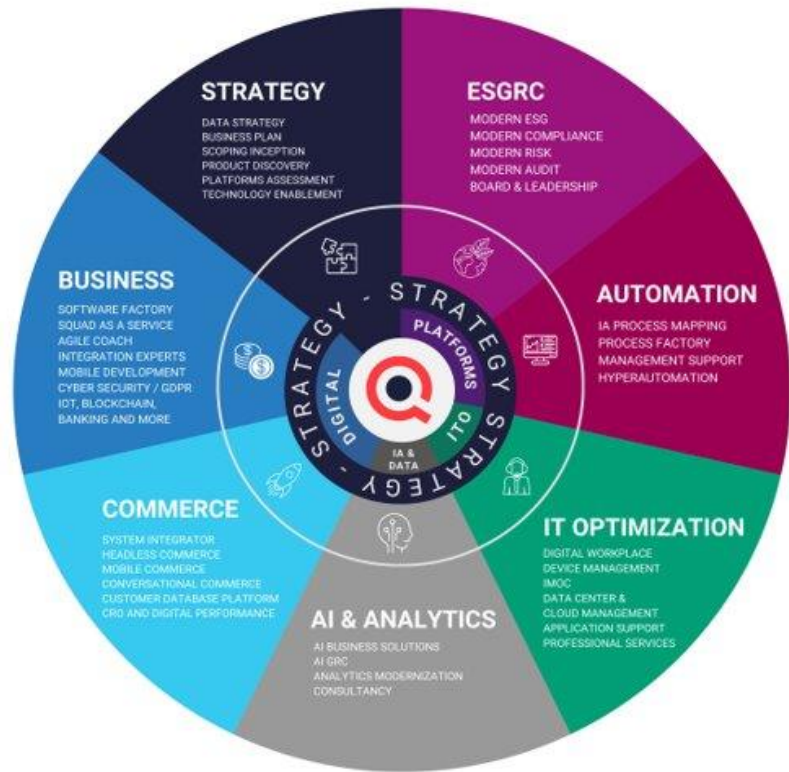 STRATEGY
DATA STRATEGY
BUSINESS PLAN
SCOPING INCEPTION
PRODUCT DISCOVERY
PLATFORMS ASSESSMENT
TECHNOLOGY ENABLEMENT
ESGRC
MODERN ESG
MODERN COMPLIANCE
MODERN RISK
MODERN AUDIT
BOARD & LEADERSHIP
BUSINESS
SOFTWARE FACTORY
SQUAD AS A SERVICE
AGILE COACH
INTEGRATION EXPERTS
MOBILE DEVELOPMENT
CYBER SECURITY / GDPR
IOT, BLOCKCHAIN,
BANKING AND MORE
AUTOMATION
IA PROCESS MAPPING
PROCESS FACTORY
MANAGEMENT SUPPORT
HYPERAUTOMATION
STRATEGY - STRATEGY STRATEGY - STRATEGY -
DIGITAL
PLATFORMS
ITO
IA &
DATA
COMMERCE
SYSTEM INTEGRATOR
HEADLESS COMMERCE
MOBILE COMMERCE
CONVERSATIONAL COMMERCE
CUSTOMER DATABASE PLATFORM
CRO AND DIGITAL PERFORMANCE
IT OPTIMIZATION
DIGITAL WORKPLACE
DEVICE MANAGEMENT
IMOC
DATA CENTER &
CLOUD MANAGEMENT
APPLICATION SUPPORT
PROFESSIONAL SERVICES
AI & ANALYTICS
AI BUSINESS SOLUTIONS
AI GRC
ANALYTICS MODERNIZATION
CONSULTANCY